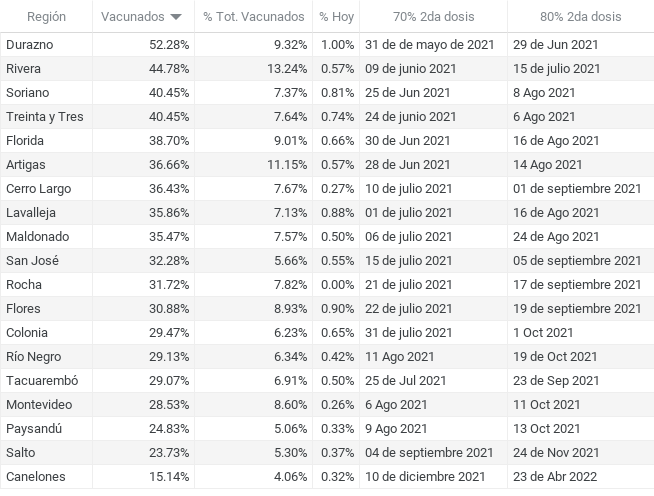 Región Vacunados % Tot. Vacunados % Hoy 70% 2da dosis 80% 2da dosis
Durazno 52.28% 9.32% 1.00% 31 de de mayo de 2021 29 de Jun 2021
Rivera 44.78% 13.24% 0.57% 09 de junio 2021 15 de julio 2021
Soriano 40.45% 7.37% 0.81% 25 de Jun 2021 8 Ago 2021
Treinta y Tres 40.45% 7.64% 0.74% 24 de junio 2021 6 Ago 2021
Florida 38.70% 9.01% 0.66% 30 de Jun 2021 16 de Ago 2021
Artigas 36.66% 11.15% 0.57% 28 de Jun 2021 14 Ago 2021
Cerro Largo 36.43% 7.67% 0.27% 10 de julio 2021 01 de septiembre 2021
Lavalleja 35.86% 7.13% 0.88% 01 de julio 2021 16 de Ago 2021
Maldonado 35.47% 7.57% 0.50% 06 de julio 2021 24 de Ago 2021
San José 32.28% 5.66% 0.55% 15 de julio 2021 05 de septiembre 2021
Rocha 31.72% 7.82% 0.00% 21 de julio 2021 17 de septiembre 2021
Flores 30.88% 8.93% 0.90% 22 de julio 2021 19 de septiembre 2021
Colonia 29.47% 6.23% 0.65% 31 de julio 2021 1 Oct 2021
Río Negro 29.13% 6.34% 0.42% 11 Ago 2021 19 de Oct 2021
Tacuarembó 29.07% 6.91% 0.50% 25 de Jul 2021 23 de Sep 2021
Montevideo 28.53% 8.60% 0.26% 6 Ago 2021 11 Oct 2021
Paysandú 24.83% 5.06% 0.33% 9 Ago 2021 13 Oct 2021
Salto 23.73% 5.30% 0.37% 04 de septiembre 2021 24 de Nov 2021
Canelones 15.14% 4.06% 0.32% 10 de diciembre 2021 23 de Abr 2022